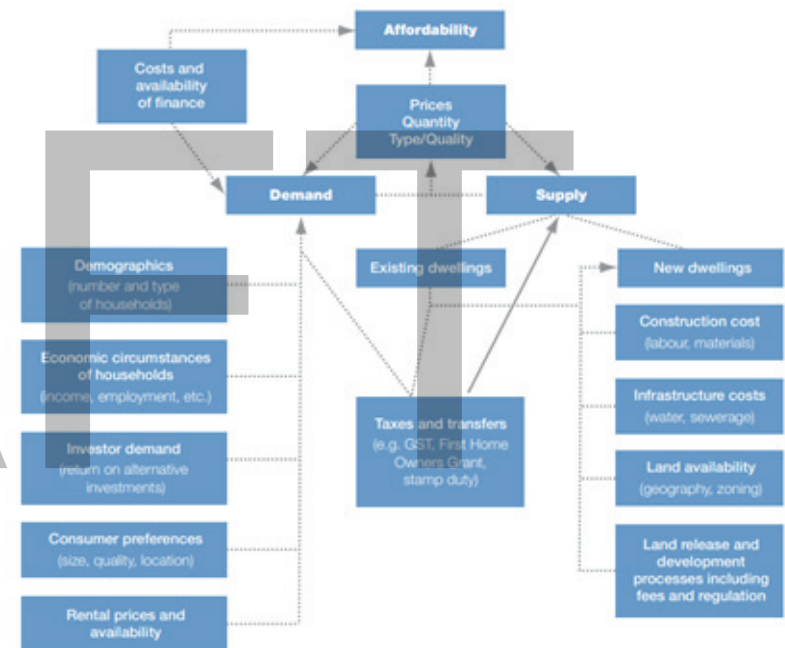 Affordability
Costs and
availability
of finance
Prices
Quantity
Type/Quality
Demand
Supply
Demographics
(number and type
of households)
Existing dwellings
New dwellings
Economic circumstances
of households
(income, employment, etc.)
Construction cost
(labour, materials)
Infrastructure costs
(water, sewerage)
Taxes and transfers
(e.g. GST, First Home
Owners Grant,
stamp duty)
Investor demand
(return on alternative
investments)
Land availability
(geography, zoning)
Consumer preferences
(size, quality, location)
Land release and
development
processes including
fees and regulation
Rental prices and
availability